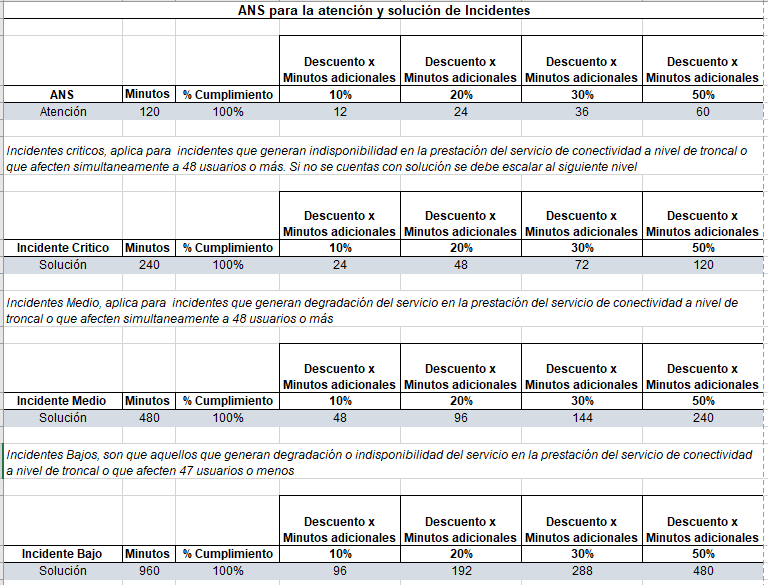 ANS para la atención y solución de Incidentes
Descuento x Descuento x Descuento x Descuento x
Minutos adicionales Minutos adicionales Minutos adicionales Minutos adicionales
ANS Minutos % Cumplimiento 10% 20% 30% 50%
Atención 120 100% 12 24 36 60
Incidentes criticos, aplica para incidentes que generan indisponibilidad en la prestación del servicio de conectividad a nivel de troncal o
que afecten simultaneamente a 48 usuarios o más. Si no se cuentas con solución se debe escalar al siguiente nivel
Descuento x Descuento x Descuento x Descuento x
Minutos adicionales Minutos adicionales Minutos adicionales Minutos adicionales
Incidente Critico Minutos % Cumplimiento 10% 20% 30% 50%
Solución 240 100% 24 48 72 120
Incidentes Medio, aplica para incidentes que generan degradación del servicio en la prestación del servicio de conectividad a nivel de
troncal o que afecten simultaneamente a 48 usuarios o más
Descuento x Descuento x Descuento x Descuento x
Minutos adicionales Minutos adicionales Minutos adicionales Minutos adicionales
Incidente Medio Minutos % Cumplimiento 10% 20% 30% 50%
Solución 480 100% 48 96 144 240
Incidentes Bajos, son que aquellos que generan degradación o indisponibilidad del servicio en la prestación del servicio de conectividad
a nivel de troncal o que afecten 47 usuarios o menos
Descuento x Descuento x Descuento x Descuento x
Minutos adicionales Minutos adicionales Minutos adicionales Minutos adicionales
Incidente Bajo Minutos % Cumplimiento 10% 20% 30% 50%
Solución 960 100% 96 192 288 480